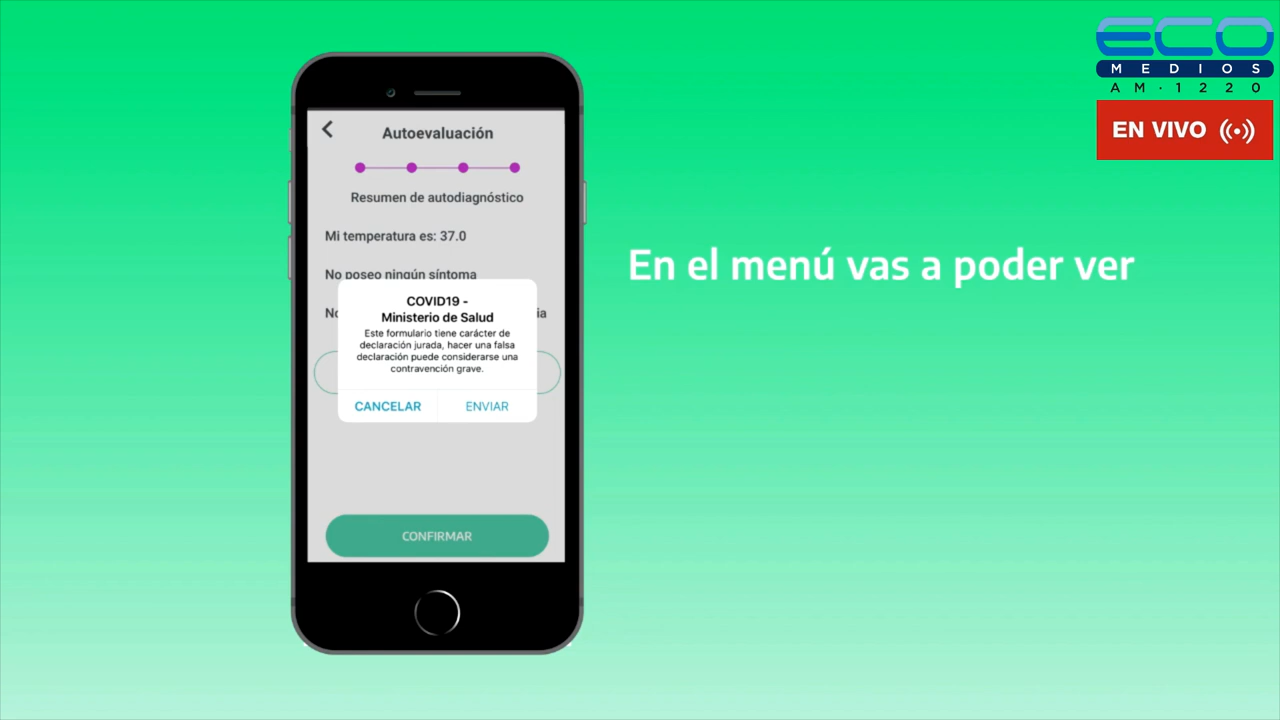 ECO
MEDIOS
AM·1220
EN VIVO
Autoevaluación
Resumen de autodiagnóstico
Mi temperatura es: 37.0
No poseo ningún síntoma
COVID19 -
Ministerio de Salud
Este formulario tiene carácter de
declaración jurada, hacer una falsa
declaración puede considerarse una
contravención grave.
CANCELAR
ENVIAR
CONFIRMAR
En el menú vas a poder ver